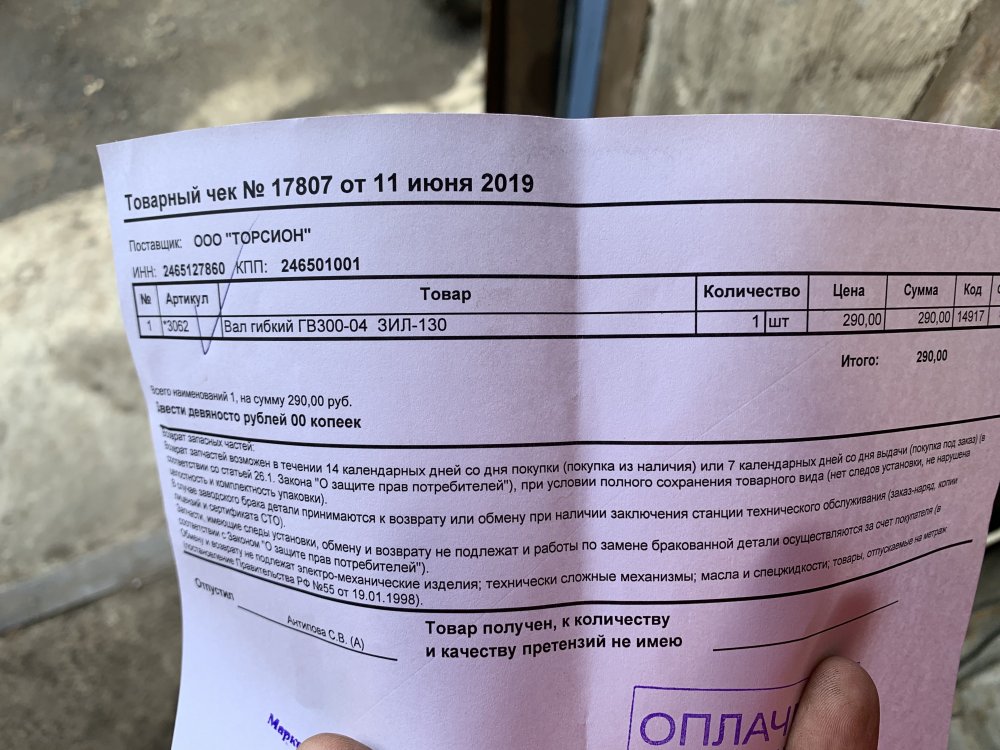 Товарный чек № 17807 от 11 июня 2019
Поставщик: ООО "ТОРСИОН"
ИНН: 2465127860 КПП: 246501001
№ Артикул Товар Количество Цена Сумма Код
1 *3062 Вал гибкий ГВ300-04 ЗИЛ-130 1 шт 290,00 290,00 14917
Итого: 290,00
Всего наименований 1, на сумму 290,00 руб.
Двести девяносто рублей 00 копеек
Возврат запасных частей:
Возврат запчастей возможен в течении 14 календарных дней со дня покупки (покупка из наличия) или 7 календарных дней со дня выдачи (покупка под заказ) (в
соответствии со статьей 26.1. Закона "О защите прав потребителей"), при условии полного сохранения товарного вида (нет следов установки, не нарушена
целостность и комплектность упаковки).
В случае заводского брака детали принимаются к возврату или обмену при наличии заключения станции технического обслуживания (заказ-наряд, копии
лицензий и сертификата СТО).
Запчасти, имеющие следы установки, обмену и возврату не подлежат и работы по замене бракованной детали осуществляются за счет покупателя (в
соответствии с Законом "О защите прав потребителей").
Обмену и возврату не подлежат электро-механические изделия; технически сложные механизмы; масла и спецжидкости; товары, отпускаемые на метраж
(постановление Правительства РФ №55 от 19.01.1998).
Отпустил Антипова С.В. (А)
Товар получен, к количеству
и качеству претензий не имею
ОПЛАЧ